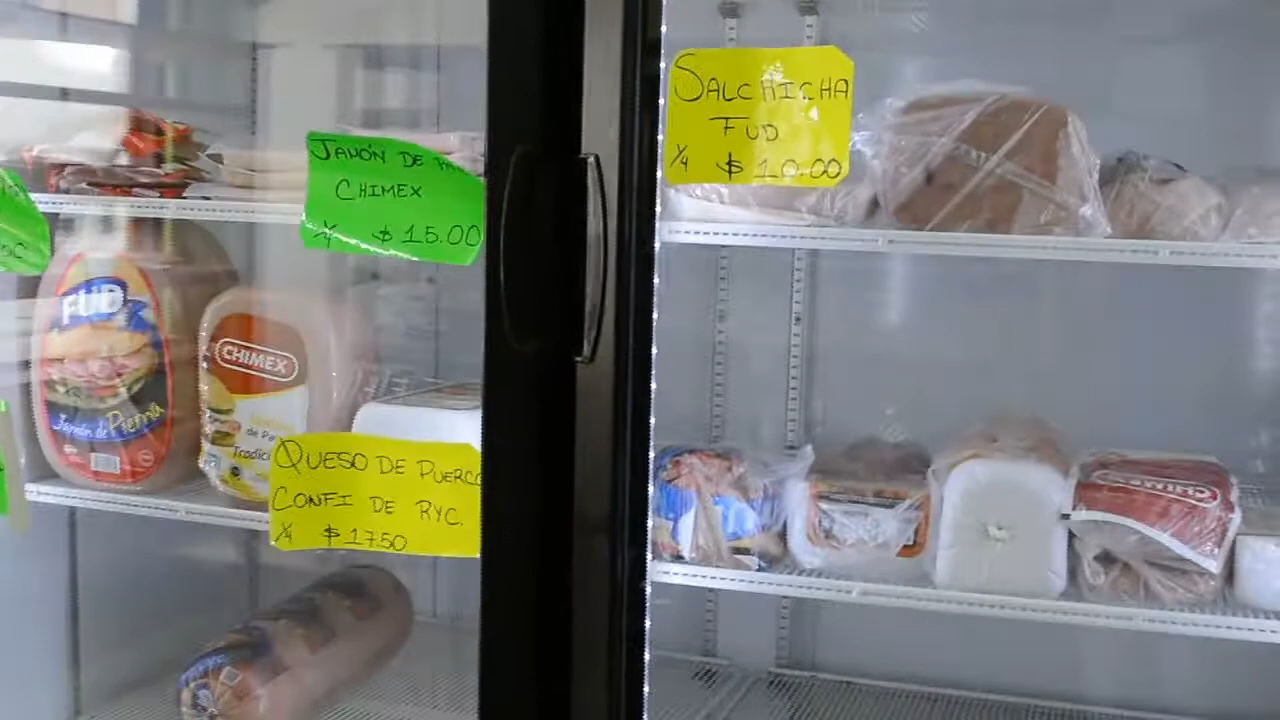 SALCHICHA
FUD
1/4 $10.00
JAMÓN DE
CHIMEX
1/4 $15.00
FUD
Jamón de Pierna
CHIMEX
de
QUESO DE PUERCO
CONFI DE RYC.
1/4 $17.50
CHIMEX